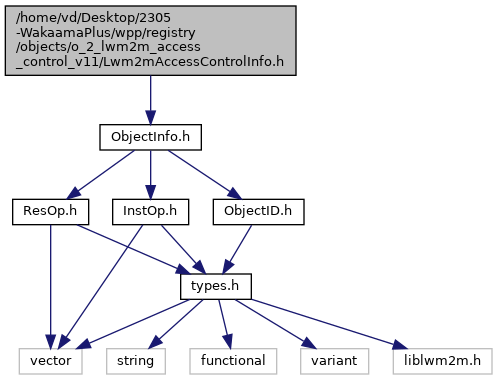 /home/vd/Desktop/2305
-WakaamaPlus/wpp/registry
/objects/o_2_lwm2m_access
_control_v11/Lwm2mAccessControlInfo.h
ObjectInfo.h
ResOp.h
InstOp.h
ObjectID.h
types.h
vector
string
functional
variant
liblwm2m.h